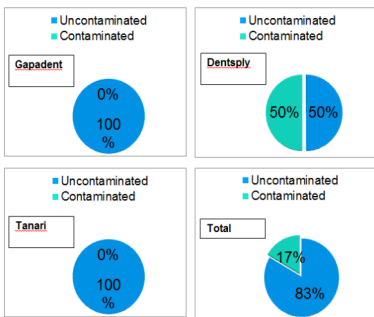 Uncontaminated
Contaminated
Gapadent
0%
100
%
Uncontaminated
Contaminated
Dentsply
50% 50%
Uncontaminated
Contaminated
Tanari
0%
100
%
Uncontaminated
Contaminated
Total
17%
83%